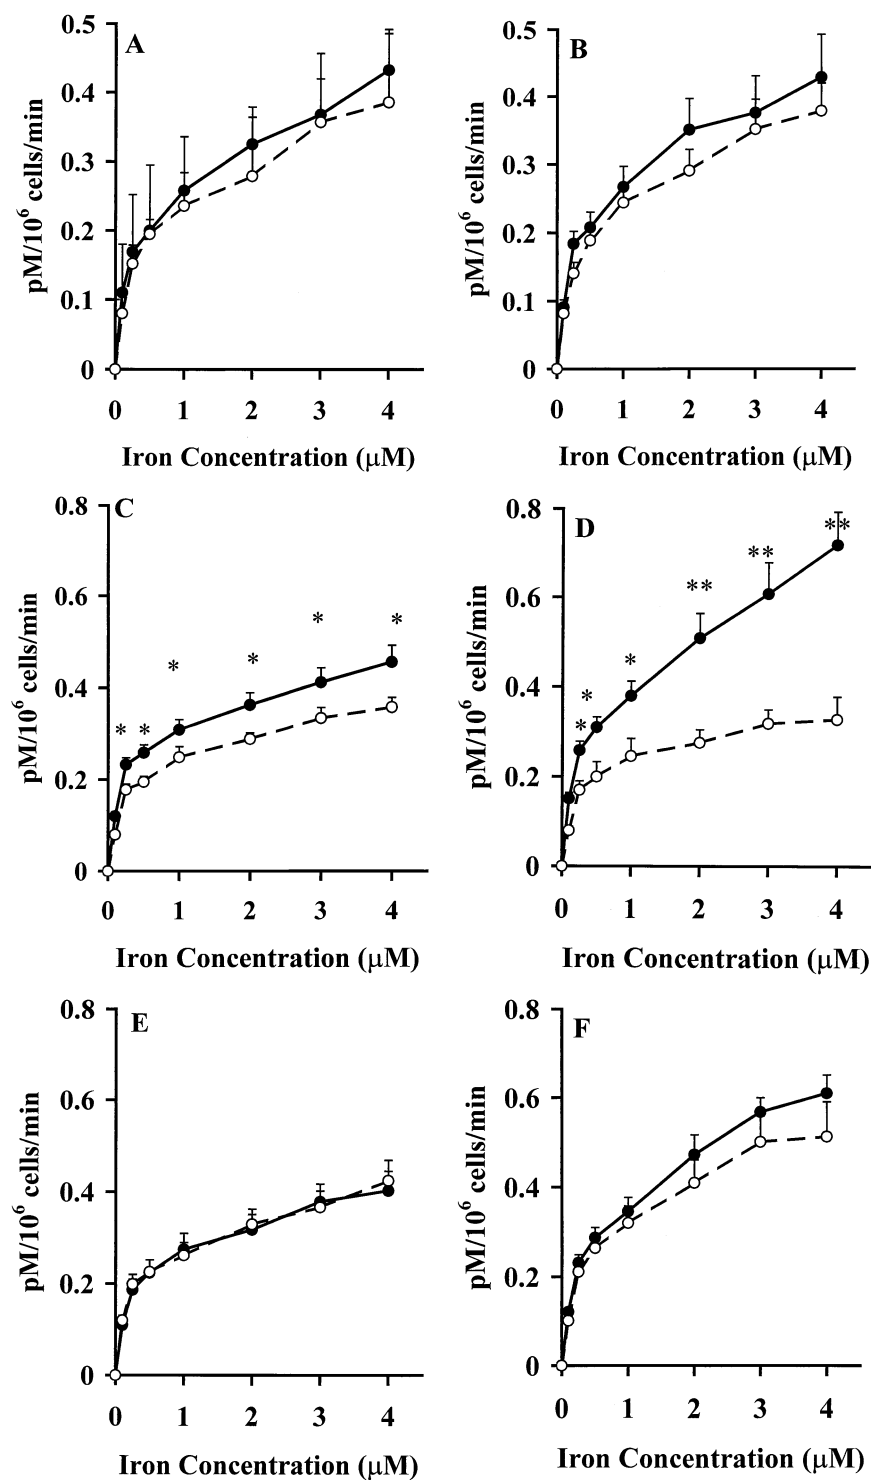 A
0.5
0.4
0.3
0.2
0.1
0
pM/10⁶ cells/min
0 1 2 3 4
Iron Concentration (μM)
B
0.5
0.4
0.3
0.2
0.1
0
pM/10⁶ cells/min
0 1 2 3 4
Iron Concentration (μM)
C
0.8
0.6
0.4
0.2
0
pM/10⁶ cells/min
* * * * * *
0 1 2 3 4
Iron Concentration (μM)
D
0.8
0.6
0.4
0.2
0
pM/10⁶ cells/min
* * * ** ** **
0 1 2 3 4
Iron Concentration (μM)
E
0.8
0.6
0.4
0.2
0
pM/10⁶ cells/min
0 1 2 3 4
Iron Concentration (μM)
F
0.8
0.6
0.4
0.2
0
pM/10⁶ cells/min
0 1 2 3 4
Iron Concentration (μM)